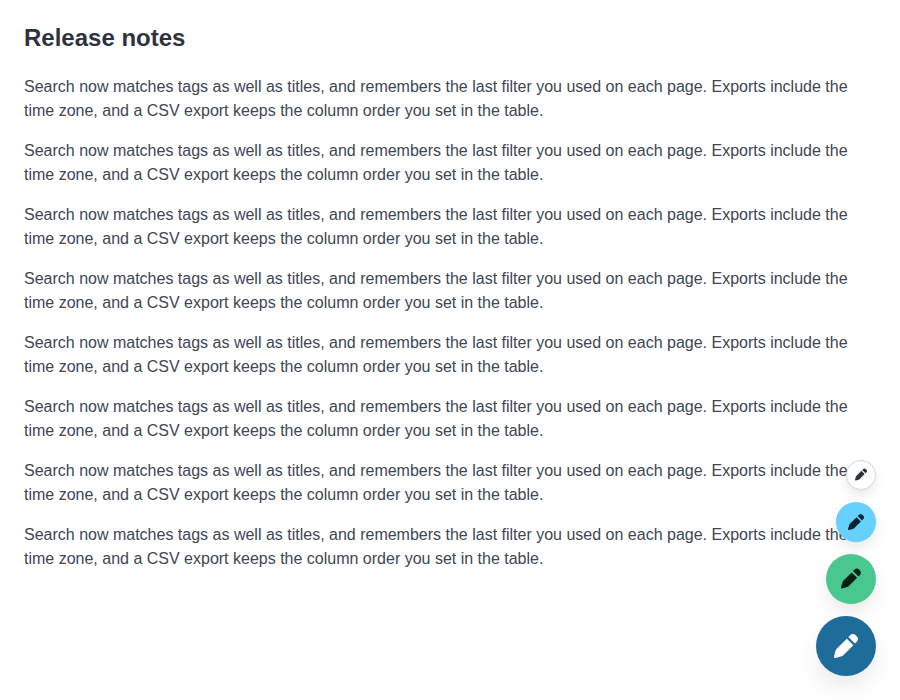 Release notes
Search now matches tags as well as titles, and remembers the last filter you used on each page. Exports include the
time zone, and a CSV export keeps the column order you set in the table.
Search now matches tags as well as titles, and remembers the last filter you used on each page. Exports include the
time zone, and a CSV export keeps the column order you set in the table.
Search now matches tags as well as titles, and remembers the last filter you used on each page. Exports include the
time zone, and a CSV export keeps the column order you set in the table.
Search now matches tags as well as titles, and remembers the last filter you used on each page. Exports include the
time zone, and a CSV export keeps the column order you set in the table.
Search now matches tags as well as titles, and remembers the last filter you used on each page. Exports include the
time zone, and a CSV export keeps the column order you set in the table.
Search now matches tags as well as titles, and remembers the last filter you used on each page. Exports include the
time zone, and a CSV export keeps the column order you set in the table.
Search now matches tags as well as titles, and remembers the last filter you used on each page. Exports include the
time zone, and a CSV export keeps the column order you set in the table.
Search now matches tags as well as titles, and remembers the last filter you used on each page. Exports include the
time zone, and a CSV export keeps the column order you set in the table.